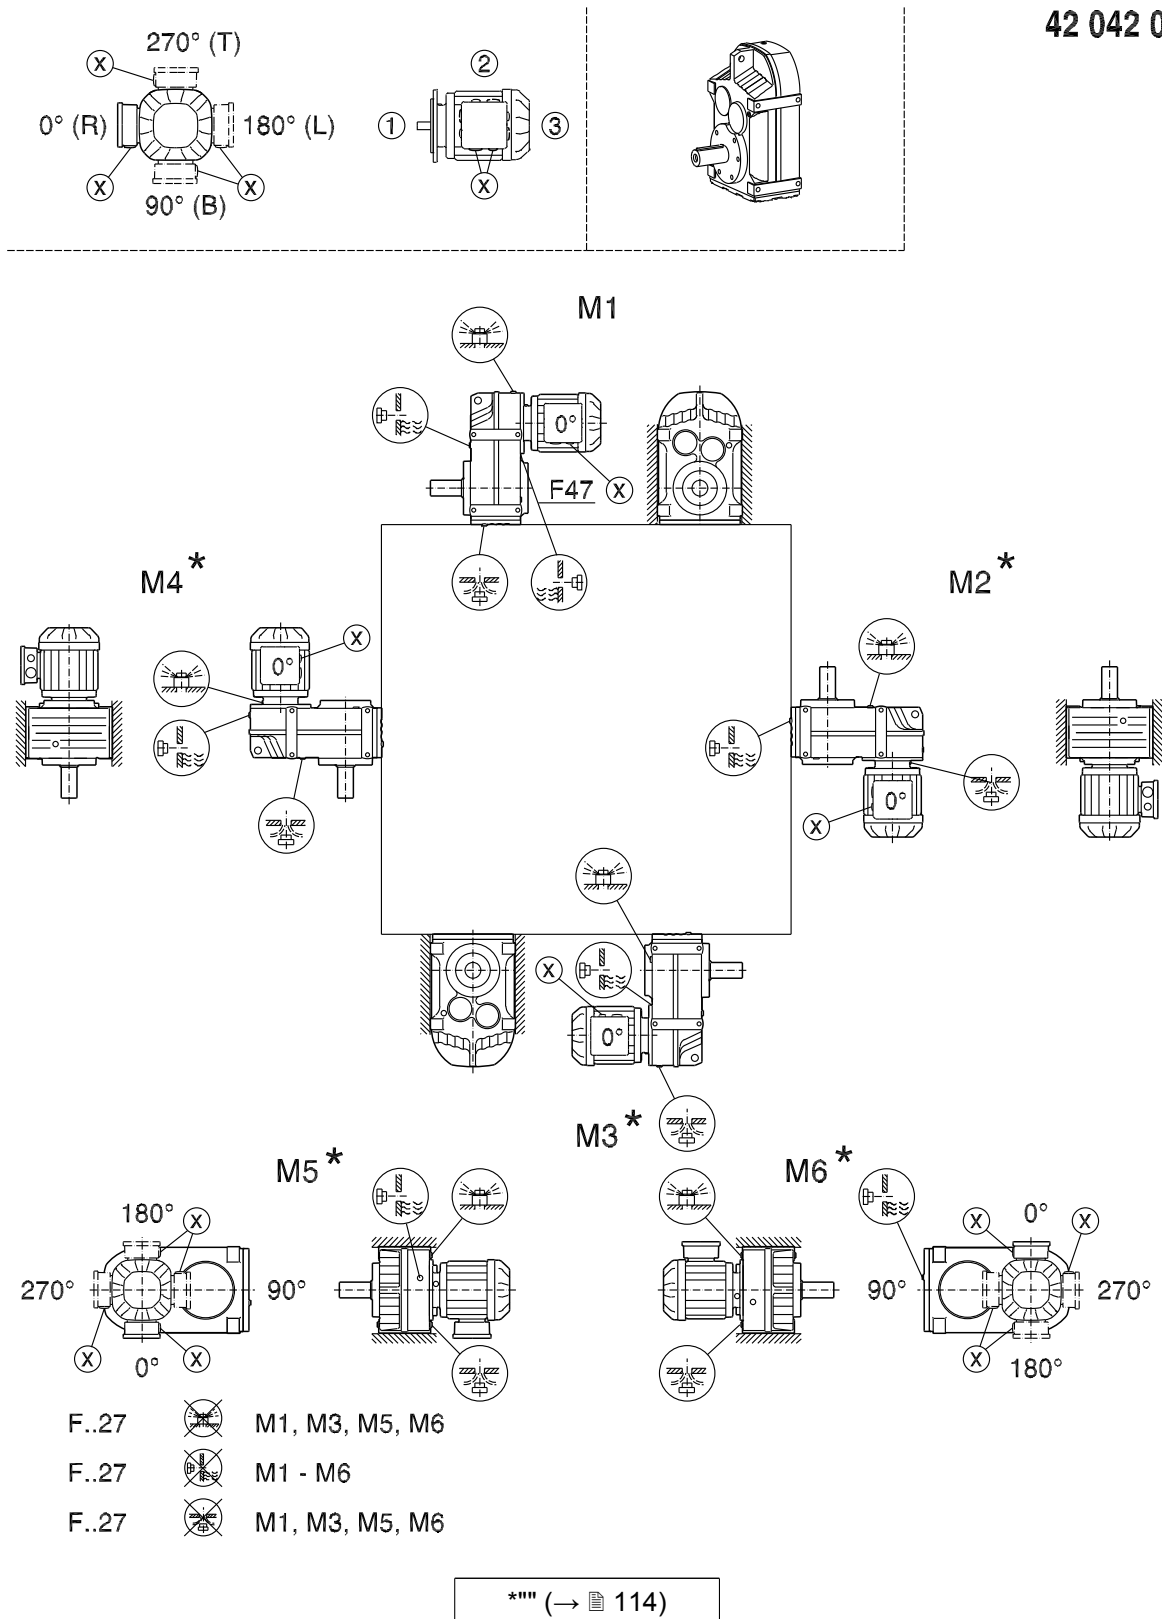 42 042 0
270° (T)
X
0° (R)
180° (L)
X
X
90° (B)
2
1
3
X
M1
0°
F47
X
M4*
X
0°
M2*
0°
X
X
0°
M3*
M5*
180°
X
270°
90°
X
0°
X
M6*
0°
X
X
90°
270°
X
180°
F..27
M1, M3, M5, M6
F..27
M1 - M6
F..27
M1, M3, M5, M6
*"" (→ 114)